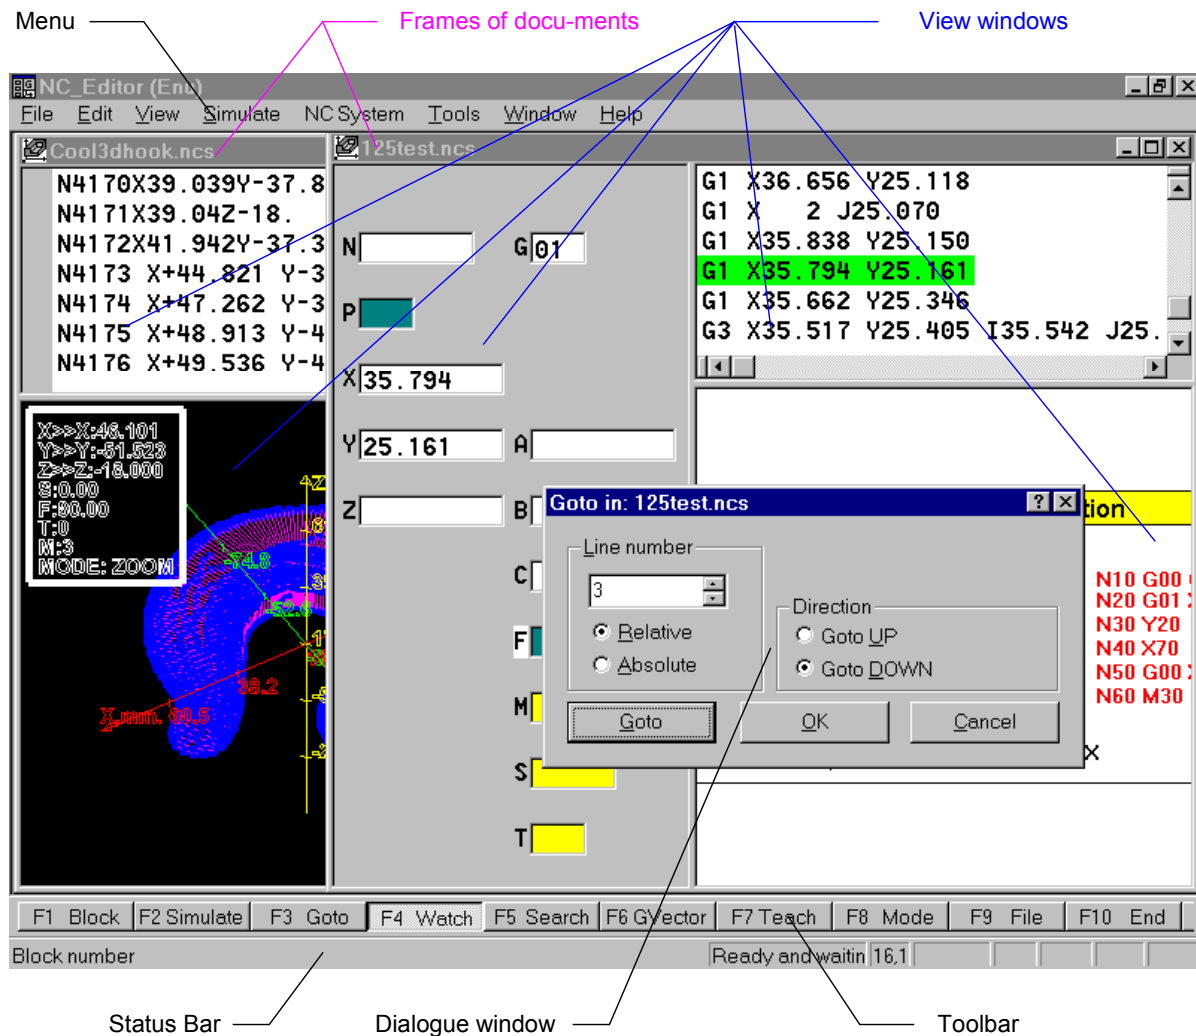 Menu
Frames of docu-ments
View windows
NC_Editor (Enu)
File Edit View Simulate NC System Tools Window Help
Cool3dhook.ncs
N4170X39.039Y-37.8
N4171X39.04Z-18.
N4172X41.942Y-37.3
N4173 X+44.821 Y-3
N4174 X+47.262 Y-3
N4175 X+48.913 Y-4
N4176 X+49.536 Y-4
X>>X:46.101
Y>>Y:-51.523
Z>>Z:-18.000
S:0.00
F:90.00
T:0
M:3
MODE: ZOOM
-74.8
-52.8
38.2
X,mm. 60.5
125test.ncs
N
G 01
P
X 35.794
Y 25.161 A
Z B
C
F
M
S
T
G1 X36.656 Y25.118
G1 X 2 J25.070
G1 X35.838 Y25.150
G1 X35.794 Y25.161
G1 X35.662 Y25.346
G3 X35.517 Y25.405 I35.542 J25.
tion
N10 G00
N20 G01
N30 Y20
N40 X70
N50 G00
N60 M30
X
Goto in: 125test.ncs
Line number
3
Relative
Absolute
Direction
Goto UP
Goto DOWN
Goto OK Cancel
F1 Block F2 Simulate F3 Goto F4 Watch F5 Search F6 GVector F7 Teach F8 Mode F9 File F10 End
Block number
Ready and waitin 16,1
Status Bar
Dialogue window
Toolbar